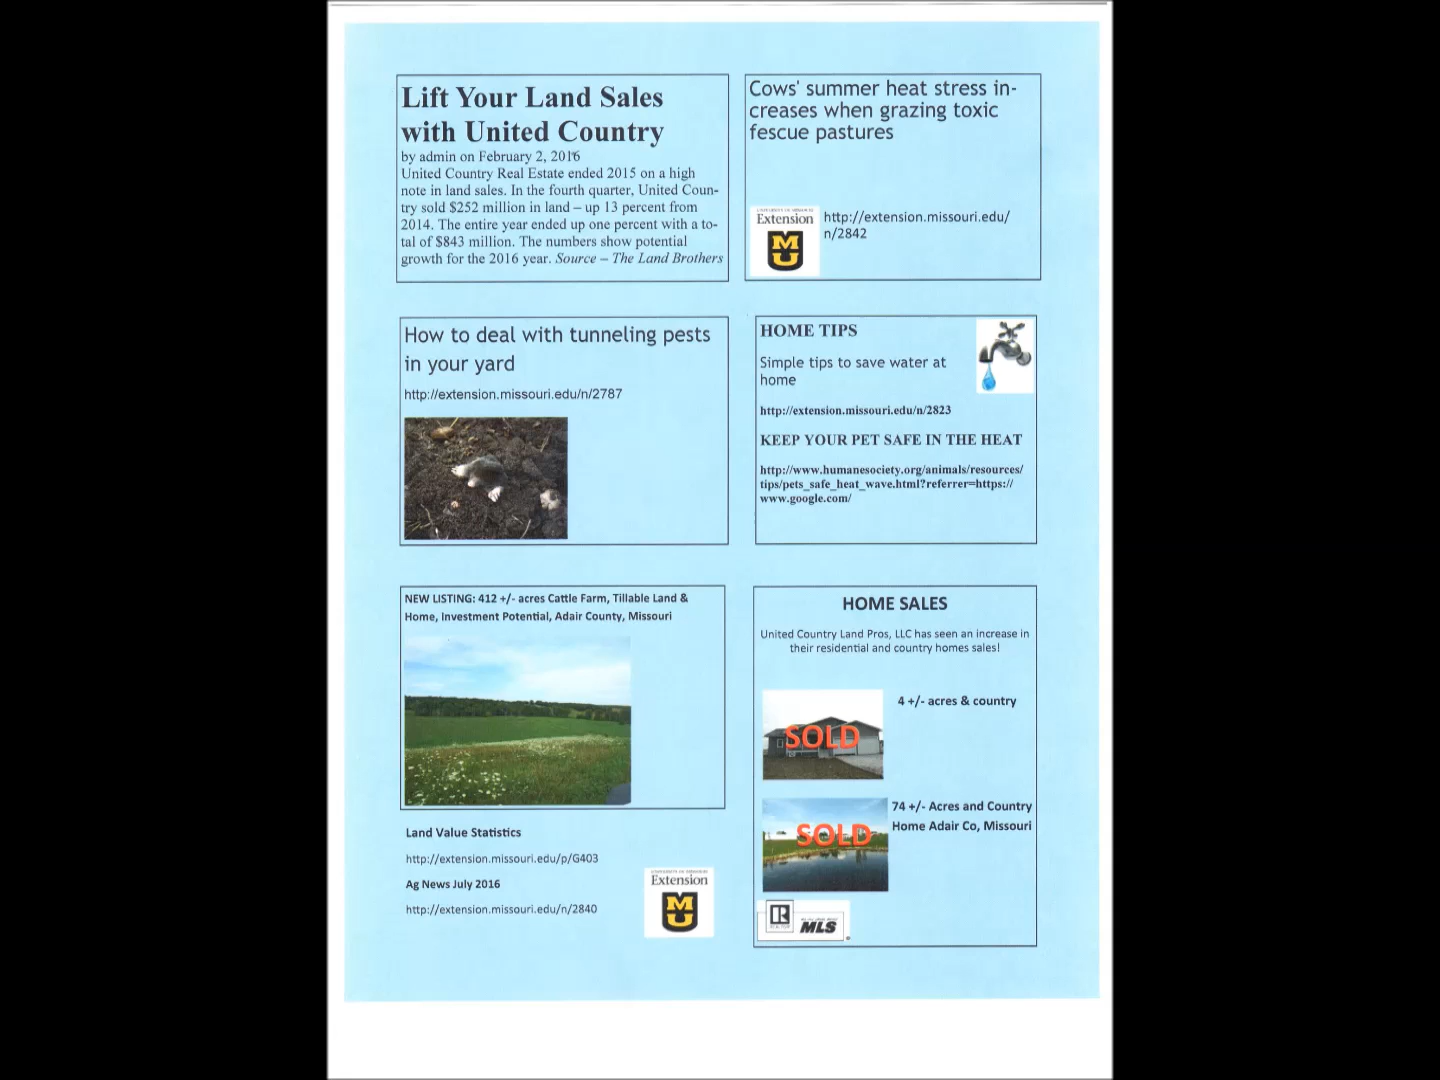 Lift Your Land Sales
with United Country
by admin on February 2, 2016
United Country Real Estate ended 2015 on a high
note in land sales. In the fourth quarter, United Coun-
try sold $252 million in land – up 13 percent from
2014. The entire year ended up one percent with a to-
tal of $843 million. The numbers show potential
growth for the 2016 year. Source – The Land Brothers
Cows' summer heat stress in-
creases when grazing toxic
fescue pastures
UNIVERSITY OF MISSOURI
Extension
MU
http://extension.missouri.edu/
n/2842
How to deal with tunneling pests
in your yard
http://extension.missouri.edu/n/2787
HOME TIPS
Simple tips to save water at
home
http://extension.missouri.edu/n/2823
KEEP YOUR PET SAFE IN THE HEAT
http://www.humanesociety.org/animals/resources/
tips/pets_safe_heat_wave.html?referrer=https://
www.google.com/
NEW LISTING: 412 +/- acres Cattle Farm, Tillable Land &
Home, Investment Potential, Adair County, Missouri
Land Value Statistics
http://extension.missouri.edu/p/G403
Ag News July 2016
http://extension.missouri.edu/n/2840
UNIVERSITY OF MISSOURI
Extension
MU
HOME SALES
United Country Land Pros, LLC has seen an increase in
their residential and country homes sales!
SOLD
4 +/- acres & country
SOLD
74 +/- Acres and Country
Home Adair Co, Missouri
R
REALTOR
MLS